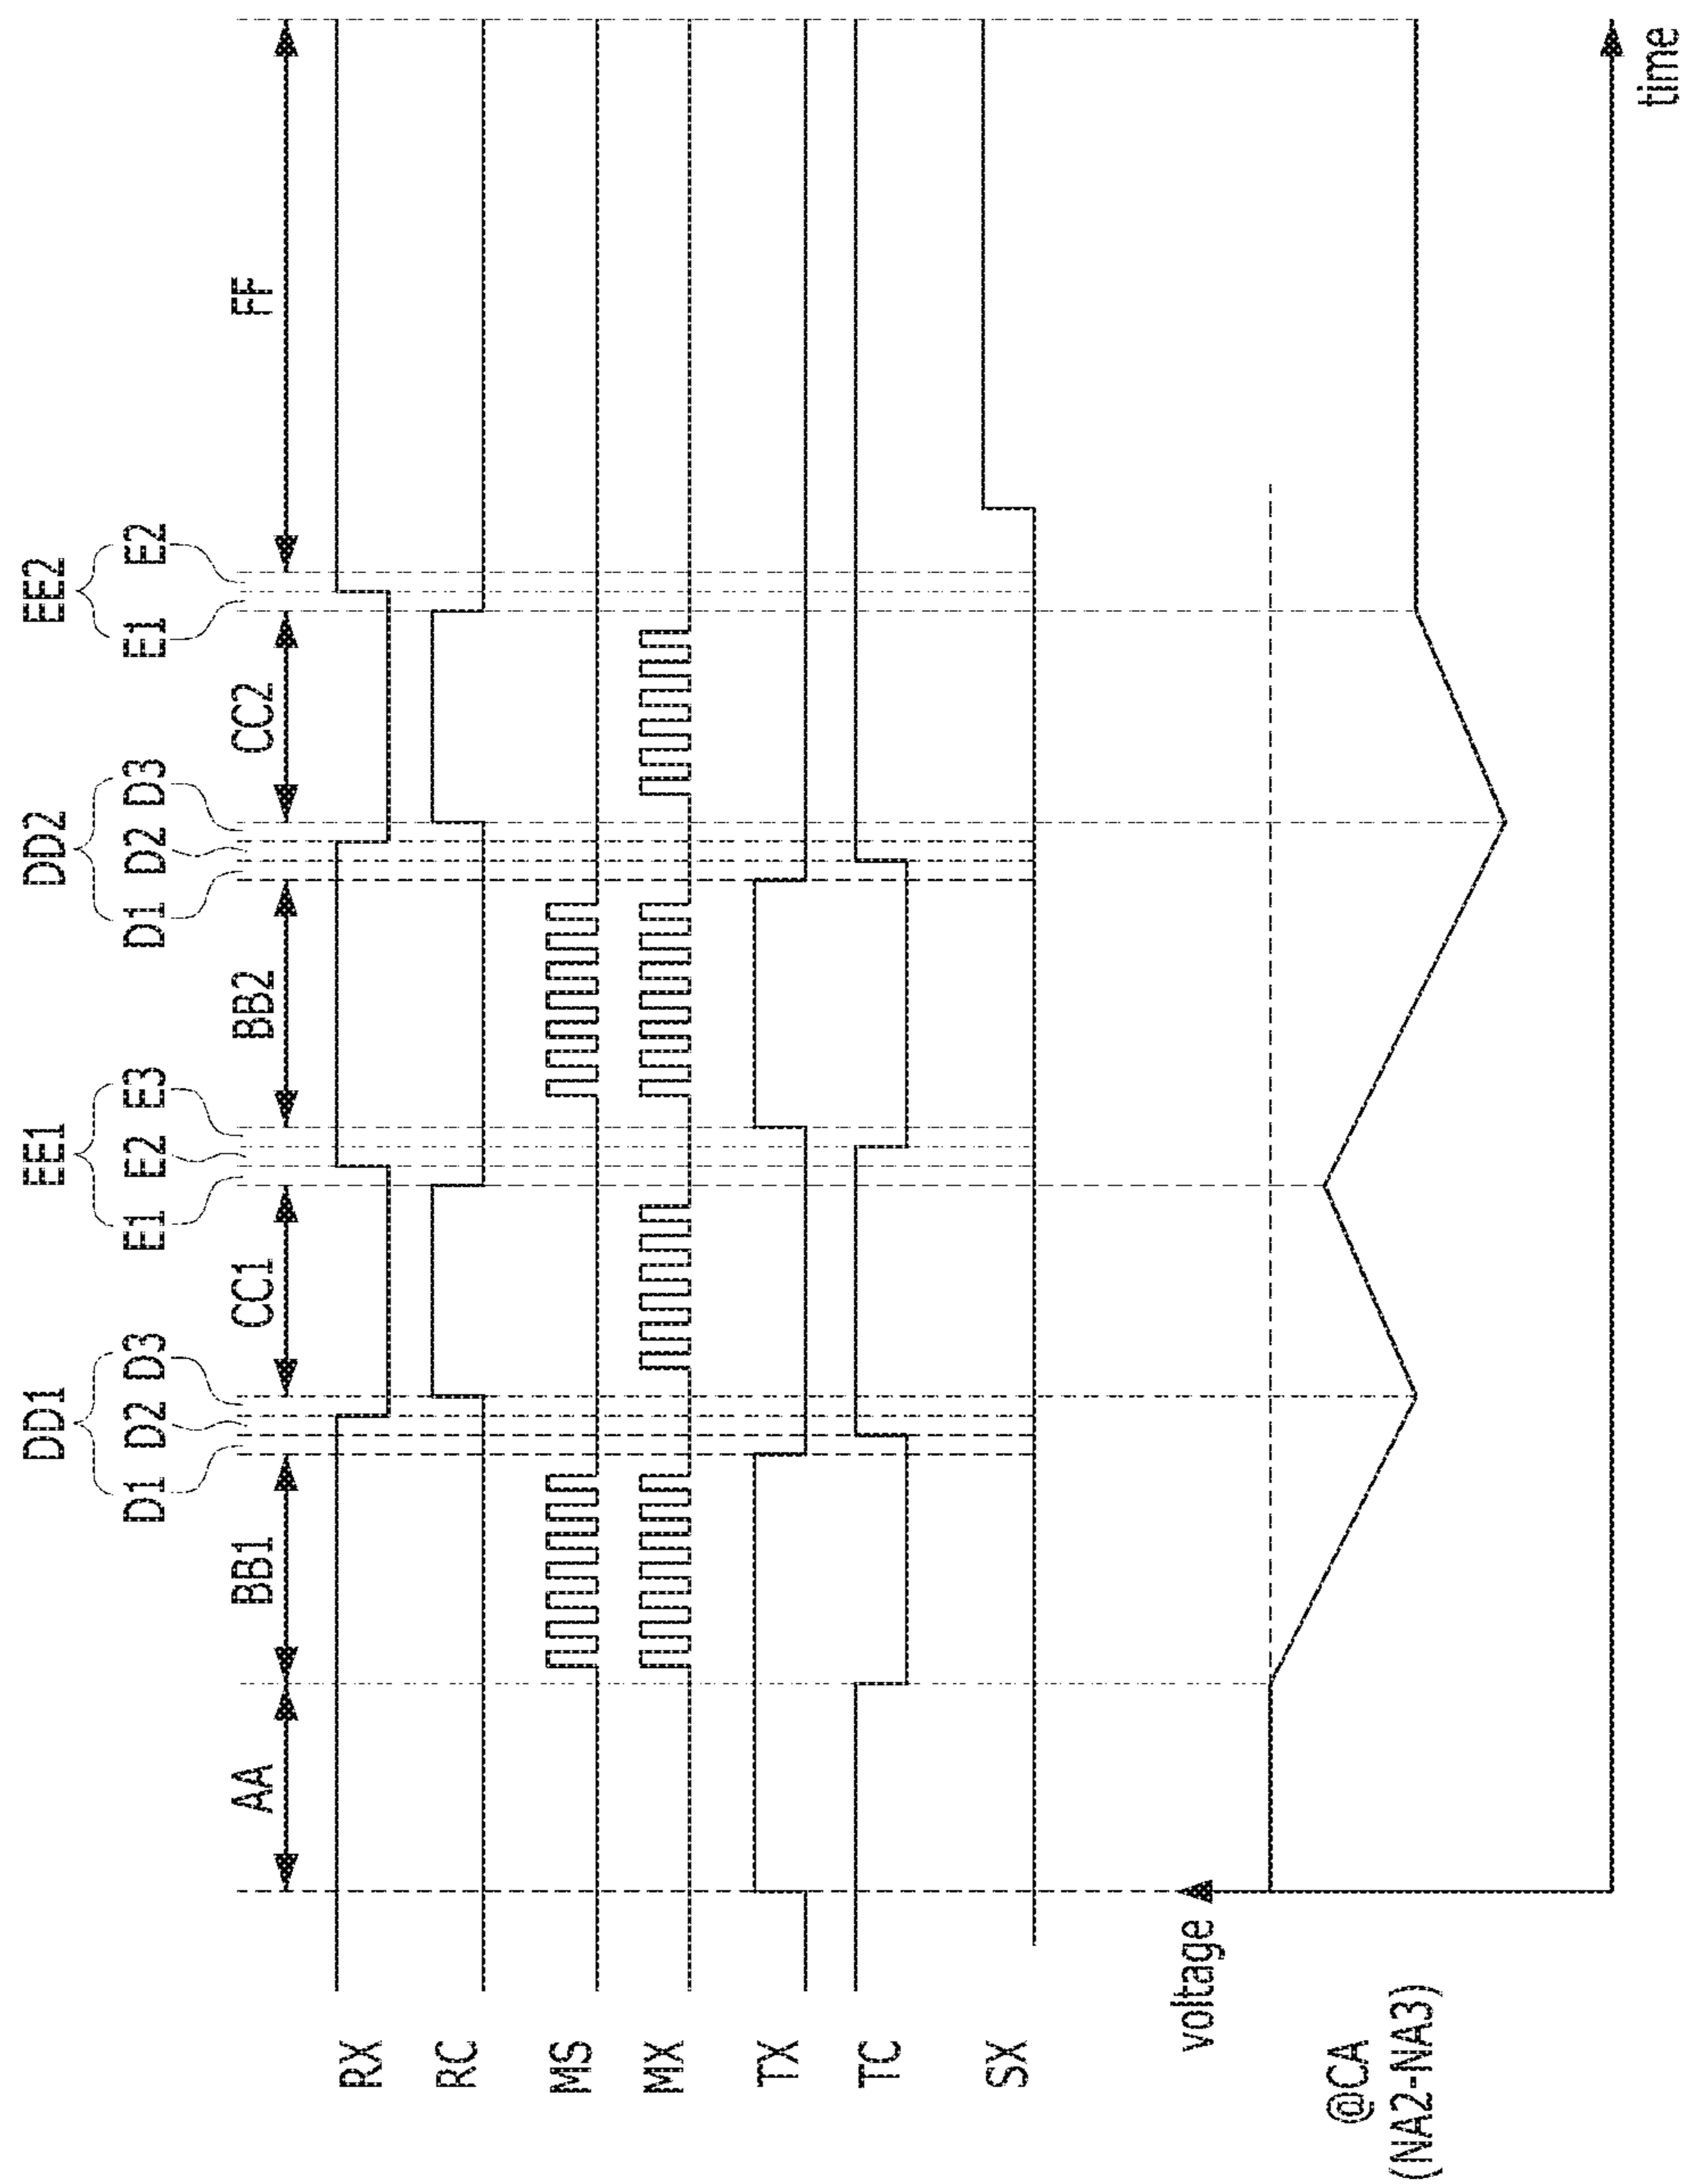 DD1 EE1 DD2 EE2
D1 D2 D3 E1 E2 E3 D1 D2 D3 E1 E2
AA BB1 CC1 BB2 CC2 FF
RX
RC
MS
MX
TX
TC
SX
voltage
@CA
(NA2-NA3)
time